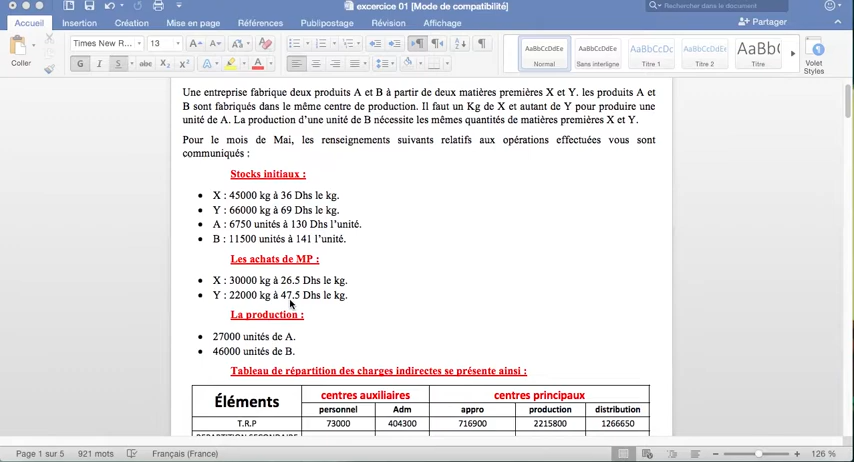 excercice 01 [Mode de compatibilité]
Rechercher dans le document
Accueil Insertion Création Mise en page Références Publipostage Révision Affichage
Partager
Coller
Times New R... 13
AaBbCcDdEe AaBbCcDdEe AaBbCcDc AaBbCcDdEe AaBb(
Normal Sans interligne Titre 1 Titre 2 Titre
Volet Styles
Une entreprise fabrique deux produits A et B à partir de deux matières premières X et Y. les produits A et
B sont fabriqués dans le même centre de production. Il faut un Kg de X et autant de Y pour produire une
unité de A. La production d'une unité de B nécessite les mêmes quantités de matières premières X et Y.
Pour le mois de Mai, les renseignements suivants relatifs aux opérations effectuées vous sont
communiqués :
Stocks initiaux :
• X : 45000 kg à 36 Dhs le kg.
• Y : 66000 kg à 69 Dhs le kg.
• A : 6750 unités à 130 Dhs l'unité.
• B : 11500 unités à 141 l'unité.
Les achats de MP :
• X : 30000 kg à 26.5 Dhs le kg.
• Y : 22000 kg à 47.5 Dhs le kg.
La production :
• 27000 unités de A.
• 46000 unités de B.
Tableau de répartition des charges indirectes se présente ainsi :
Éléments centres auxiliaires centres principaux
personnel Adm appro production distribution
T.R.P 73000 404300 716900 2215800 1266650
Page 1 sur 5 921 mots Français (France) 126 %